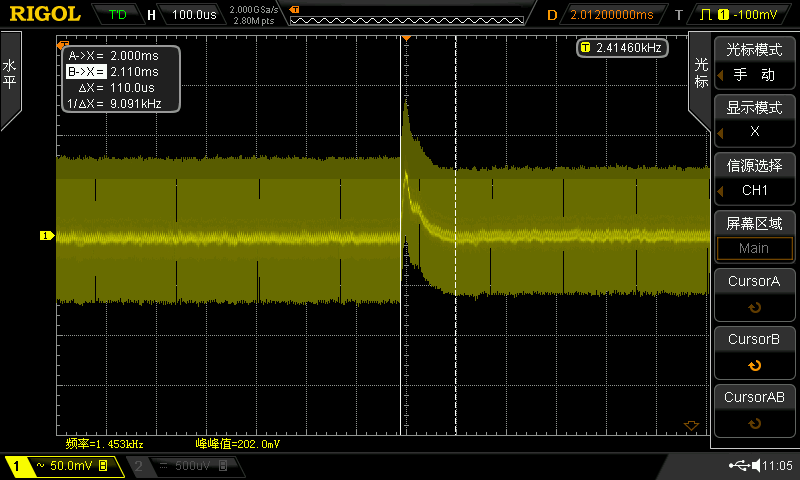 RIGOL T'D H 100.0us 2.000GSa/s 2.80M pts D 2.01200000ms T 1 -100mV
T 2.41460kHz
水平
A->X= 2.000ms
B->X= 2.110ms
ΔX= 110.0us
1/ΔX= 9.091kHz
光标
光标模式
手 动
显示模式
X
信源选择
CH1
屏幕区域
Main
CursorA
CursorB
CursorAB
1
频率=1.453kHz 峰峰值=202.0mV
1 ~ 50.0mV B 2 = 500uV B
11:05